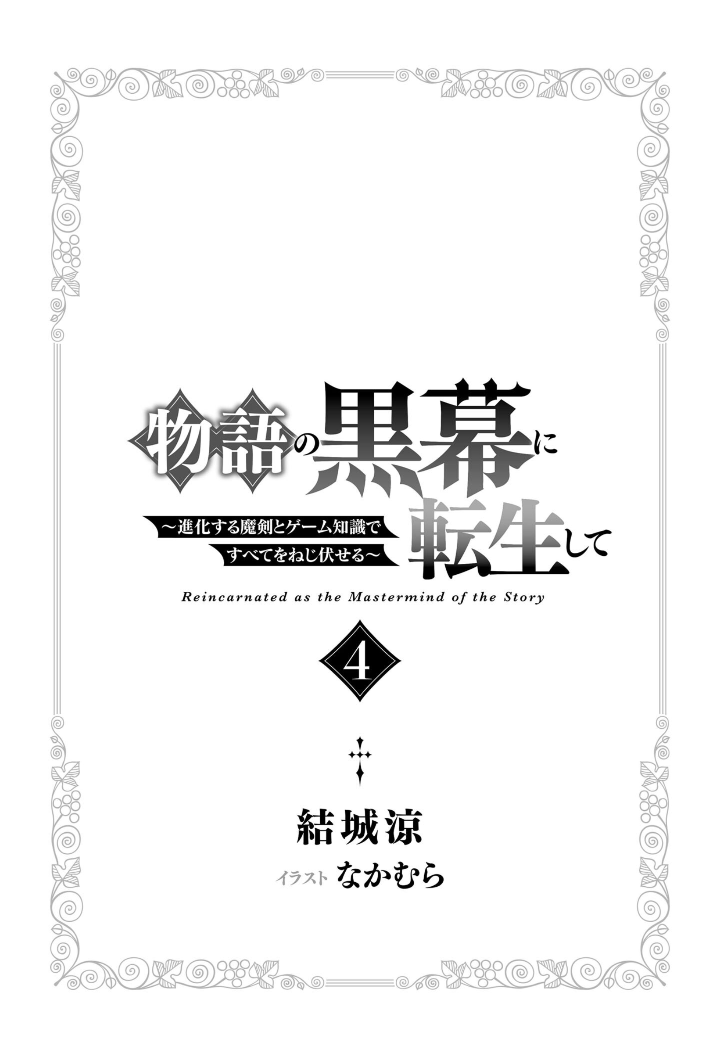 物語の黒幕に
転生して
～進化する魔剣とゲーム知識で
すべてをねじ伏せる～
Reincarnated as the Mastermind of the Story
4
結城涼
イラスト なかむら